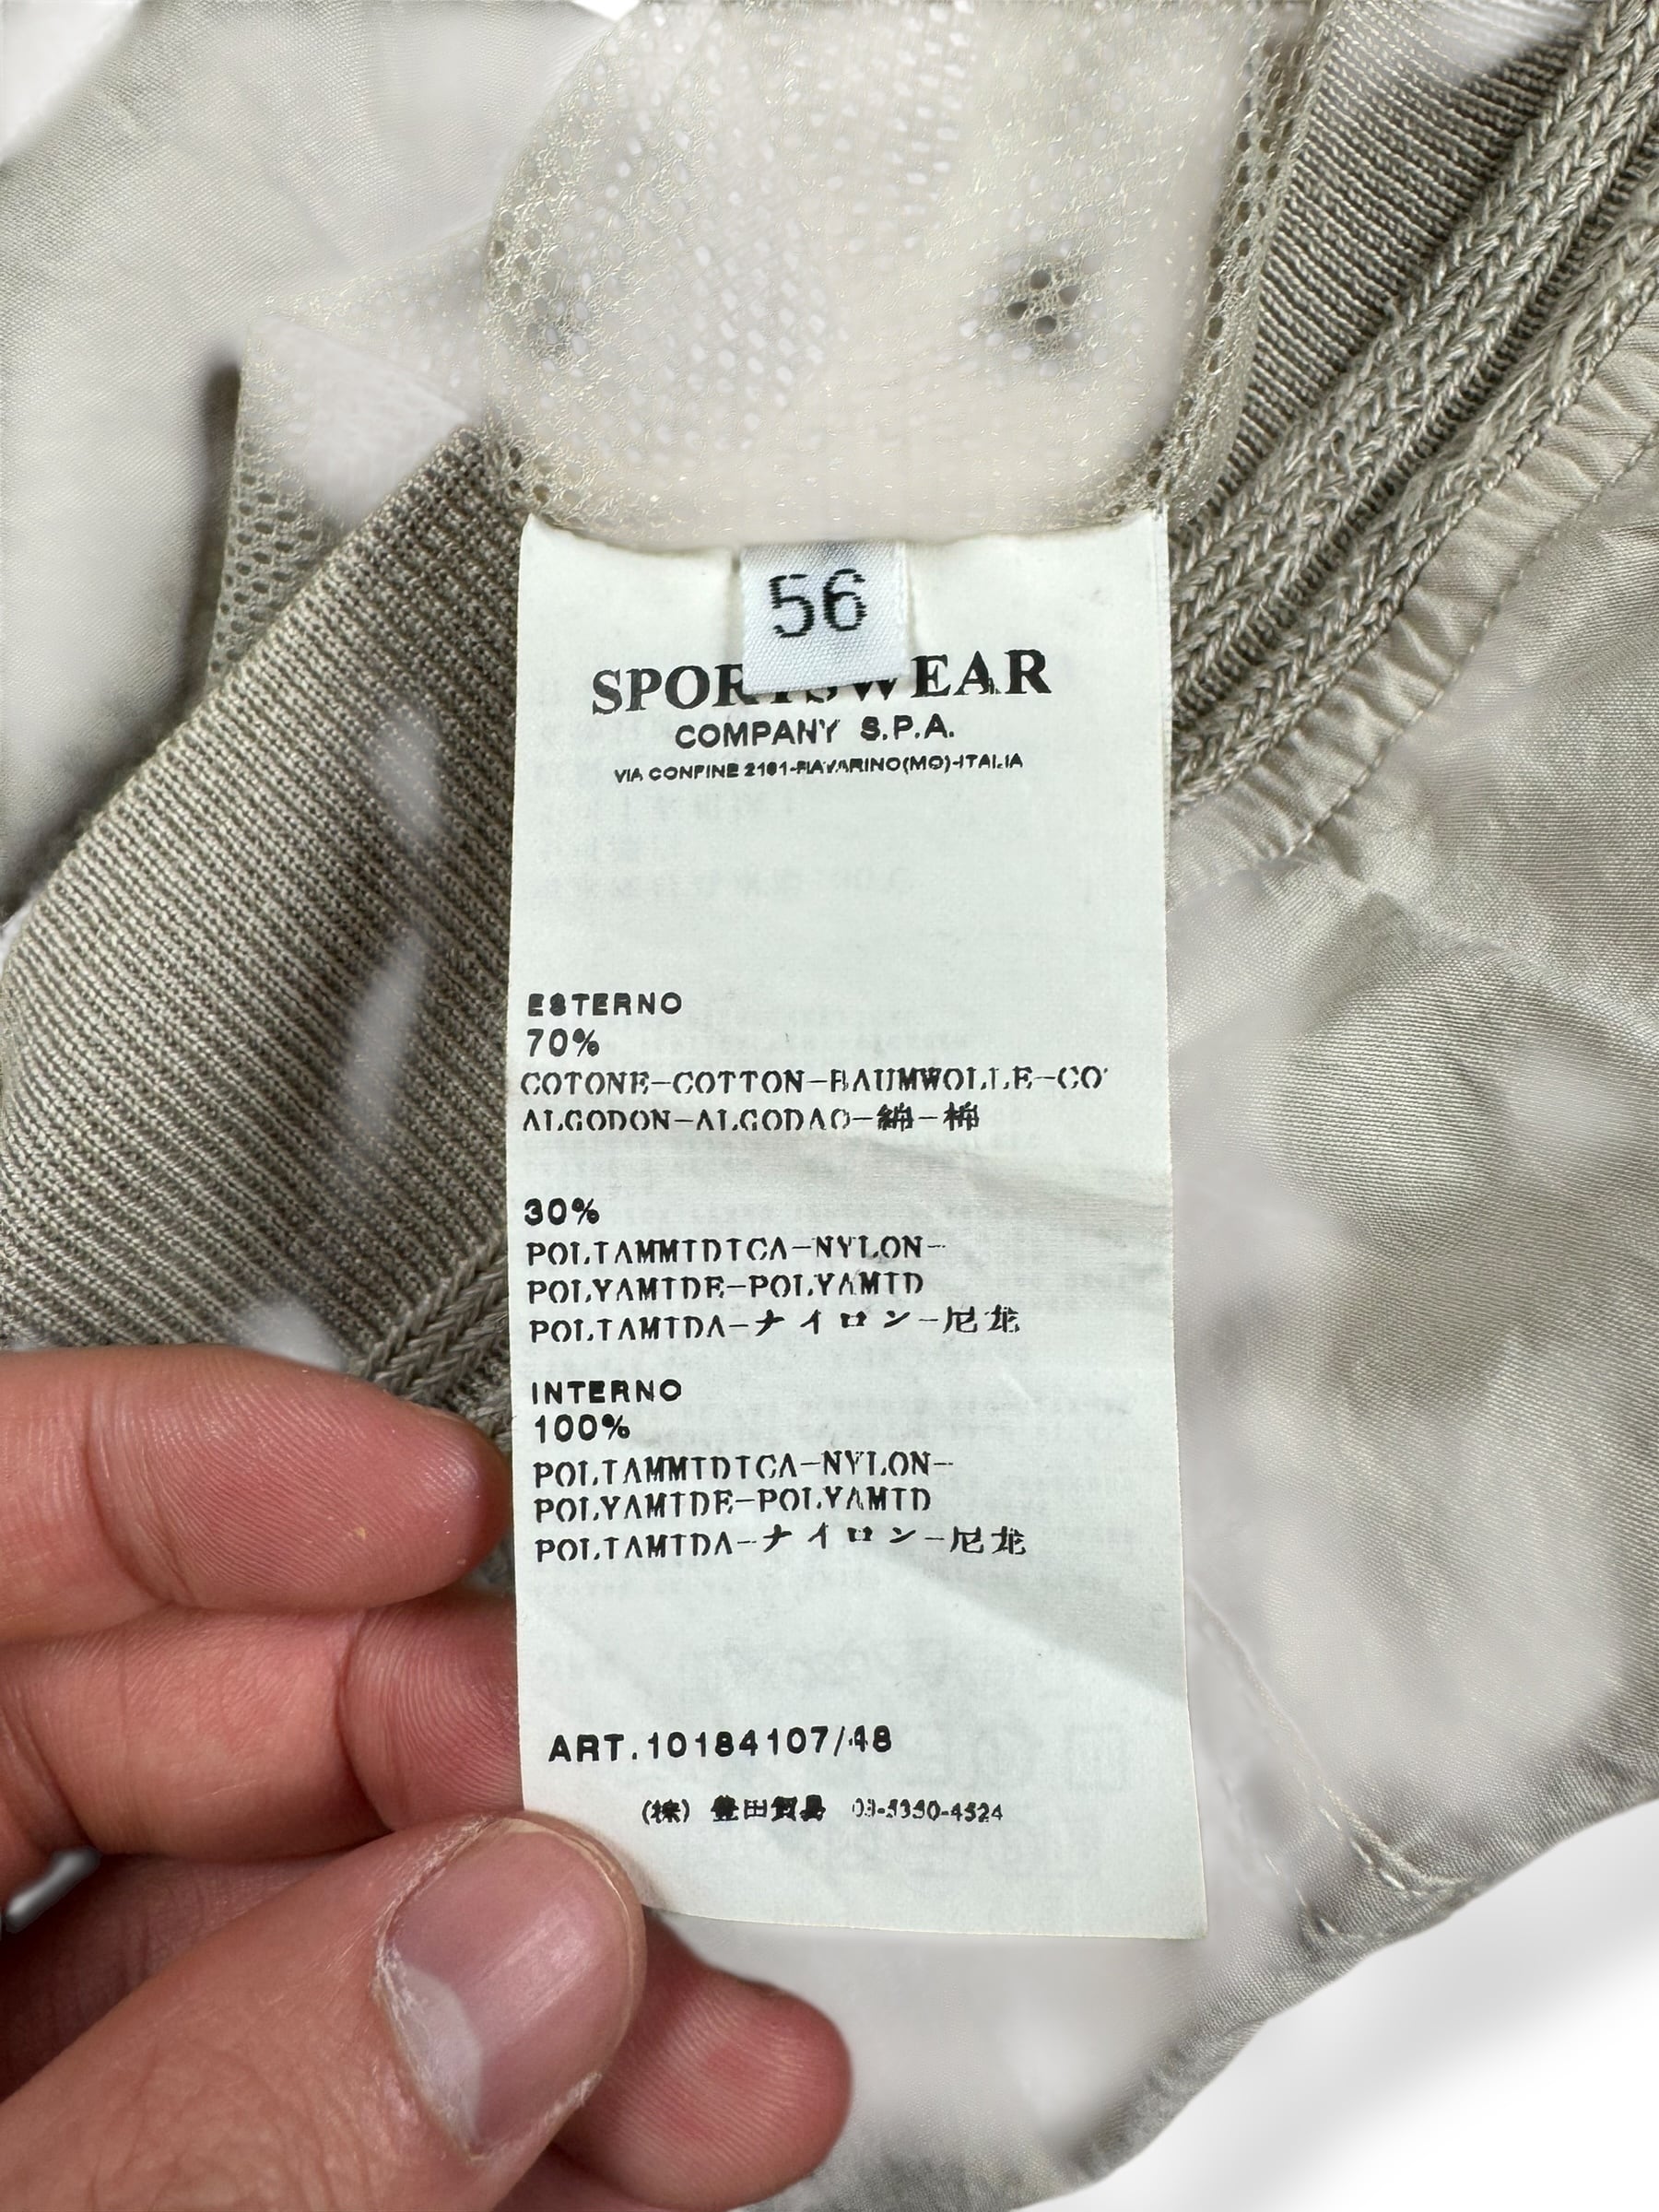 56
SPORTSWEAR
COMPANY S.P.A.
VIA CONFINE 2161-RAVARINO(MO)-ITALIA
ESTERNO
70%
COTONE-COTTON-BAUMWOLLE-CO
ALGODON-ALGODAO-綿-棉
30%
POLIAMMIDICA-NYLON-
POLYAMIDE-POLYAMID
POLIAMIDA-ナイロン-尼龙
INTERNO
100%
POLIAMMIDICA-NYLON-
POLYAMIDE-POLYAMID
POLIAMIDA-ナイロン-尼龙
ART.10184107/48
(株) 豊田貿易 03-5350-4524